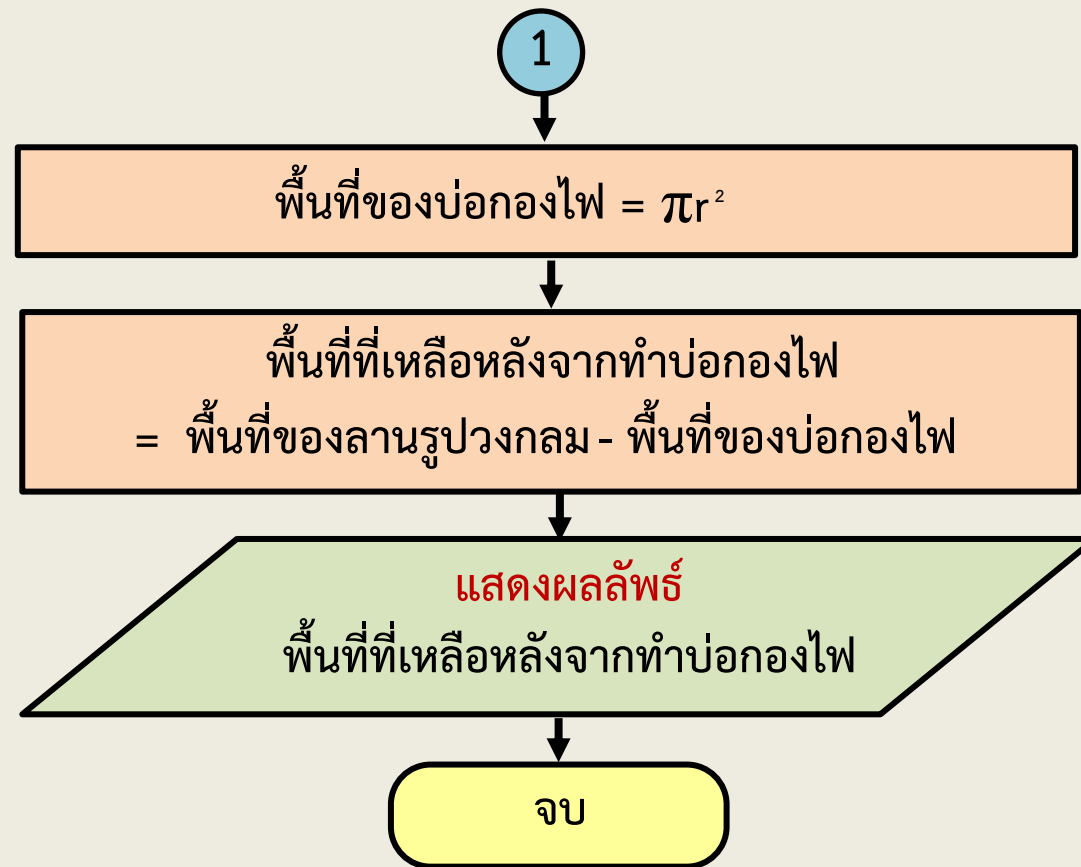 1
พื้นที่ของบ่อกองไฟ = πr²
พื้นที่ที่เหลือหลังจากทำบ่อกองไฟ
= พื้นที่ของลานรูปวงกลม - พื้นที่ของบ่อกองไฟ
แสดงผลลัพธ์
พื้นที่ที่เหลือหลังจากทำบ่อกองไฟ
จบ